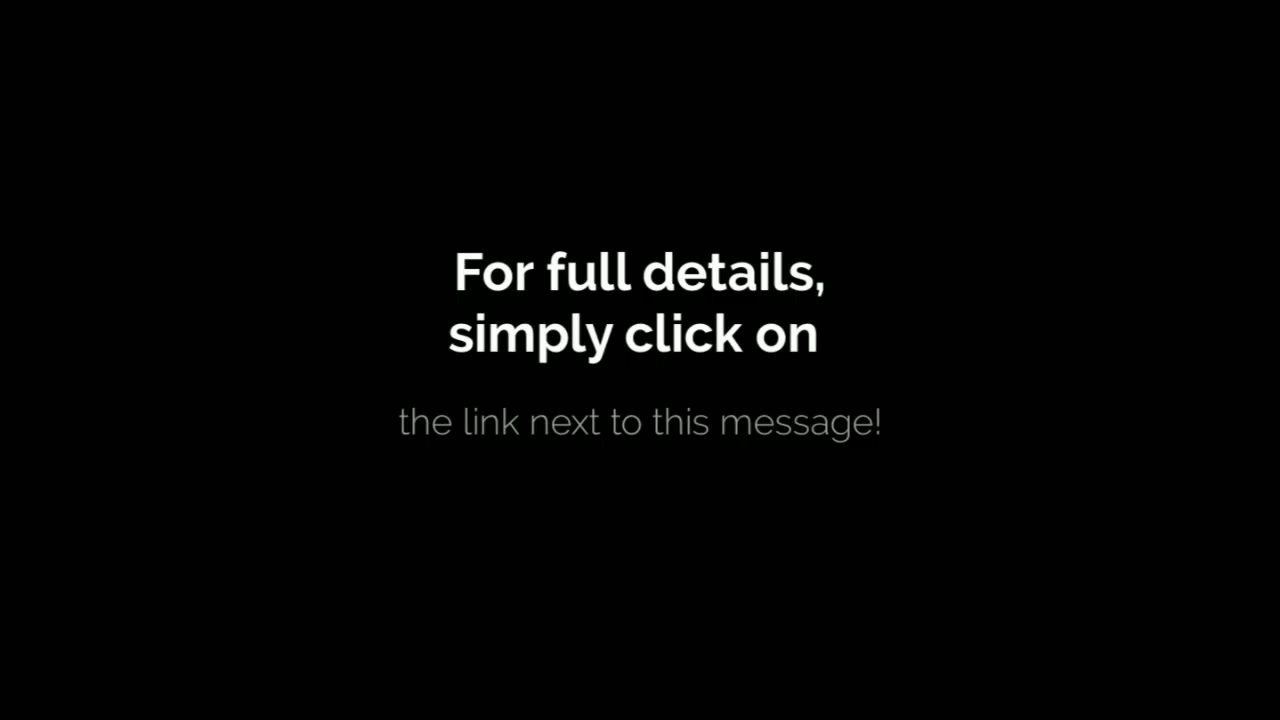 For full details,
simply click on
the link next to this message!